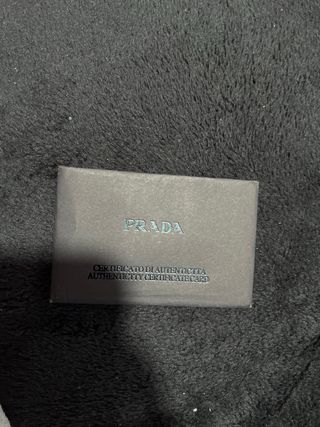 PRADA
CERTIFICATO DI AUTENTICITA
AUTHENTICITY CERTIFICATE CARD